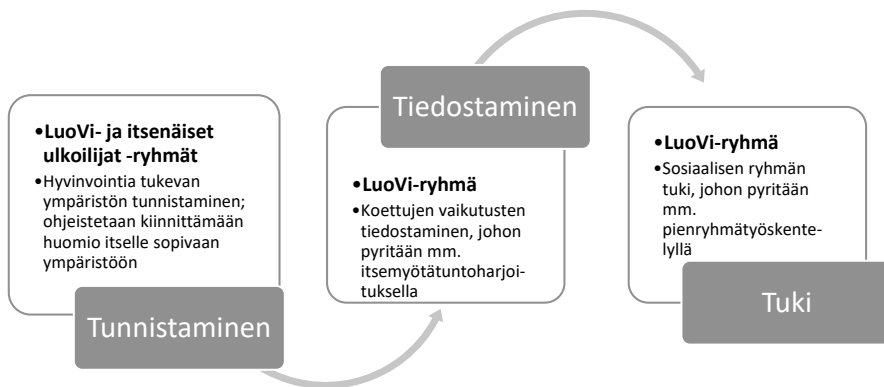 •LuoVi- ja itsenäiset
ulkoilijat -ryhmät
•Hyvinvointia tukevan
ympäristön tunnistaminen;
ohjeistetaan kiinnittämään
huomio itselle sopivaan
ympäristöön
Tunnistaminen
Tiedostaminen
•LuoVi-ryhmä
•Koettujen vaikutusten
tiedostaminen, johon
pyritään mm.
itsemyötätuntoharjoi-
tuksella
•LuoVi-ryhmä
•Sosiaalisen ryhmän
tuki, johon pyritään
mm.
pienryhmätyöskente-
lyllä
Tuki